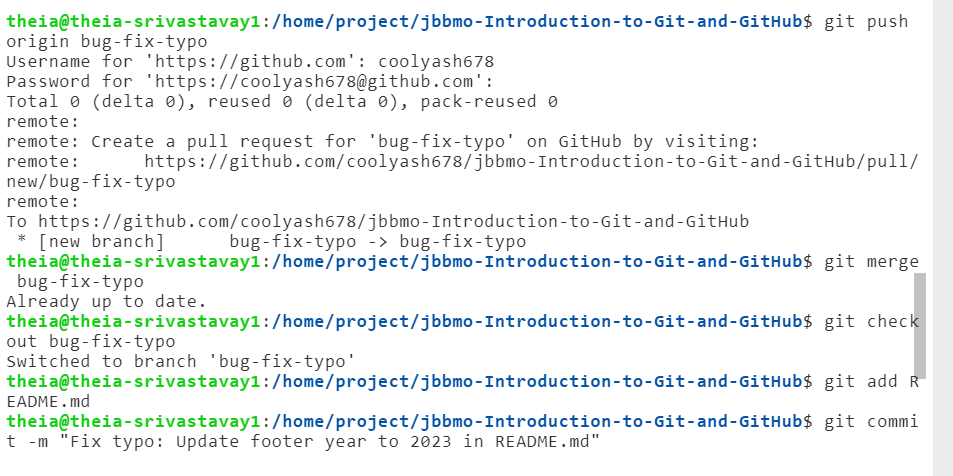 theia@theia-srivastavay1:/home/project/jbbmo-Introduction-to-Git-and-GitHub$ git push
origin bug-fix-typo
Username for 'https://github.com': coolyash678
Password for 'https://coolyash678@github.com':
Total 0 (delta 0), reused 0 (delta 0), pack-reused 0
remote:
remote: Create a pull request for 'bug-fix-typo' on GitHub by visiting:
remote:      https://github.com/coolyash678/jbbmo-Introduction-to-Git-and-GitHub/pull/
new/bug-fix-typo
remote:
To https://github.com/coolyash678/jbbmo-Introduction-to-Git-and-GitHub
 * [new branch]      bug-fix-typo -> bug-fix-typo
theia@theia-srivastavay1:/home/project/jbbmo-Introduction-to-Git-and-GitHub$ git merge
 bug-fix-typo
Already up to date.
theia@theia-srivastavay1:/home/project/jbbmo-Introduction-to-Git-and-GitHub$ git check
out bug-fix-typo
Switched to branch 'bug-fix-typo'
theia@theia-srivastavay1:/home/project/jbbmo-Introduction-to-Git-and-GitHub$ git add R
EADME.md
theia@theia-srivastavay1:/home/project/jbbmo-Introduction-to-Git-and-GitHub$ git commi
t -m "Fix typo: Update footer year to 2023 in README.md"